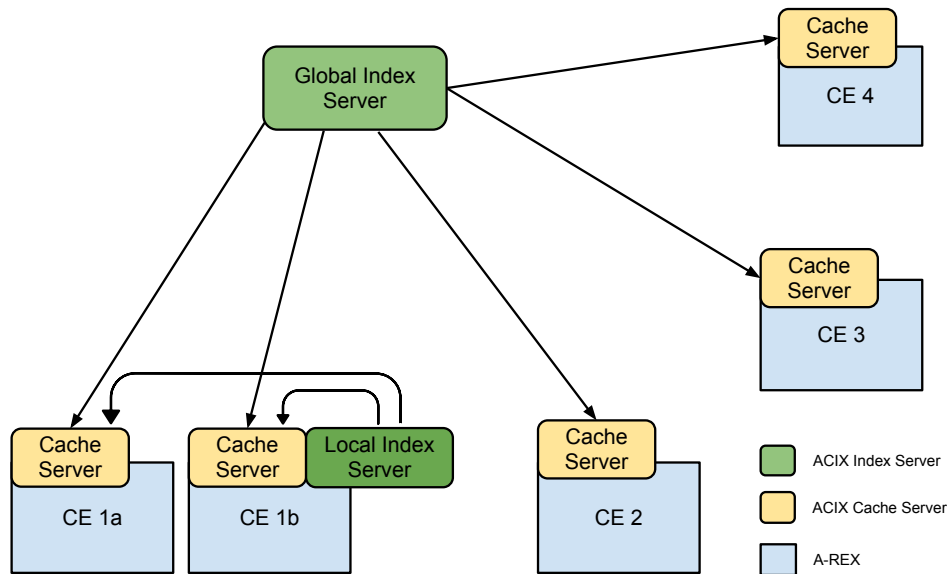 Cache
Server
CE 4
Global Index
Server
Cache
Server
CE 3
Cache
Server
CE 1a
Cache
Server
Local Index
Server
CE 1b
Cache
Server
CE 2
ACIX Index Server
ACIX Cache Server
A-REX